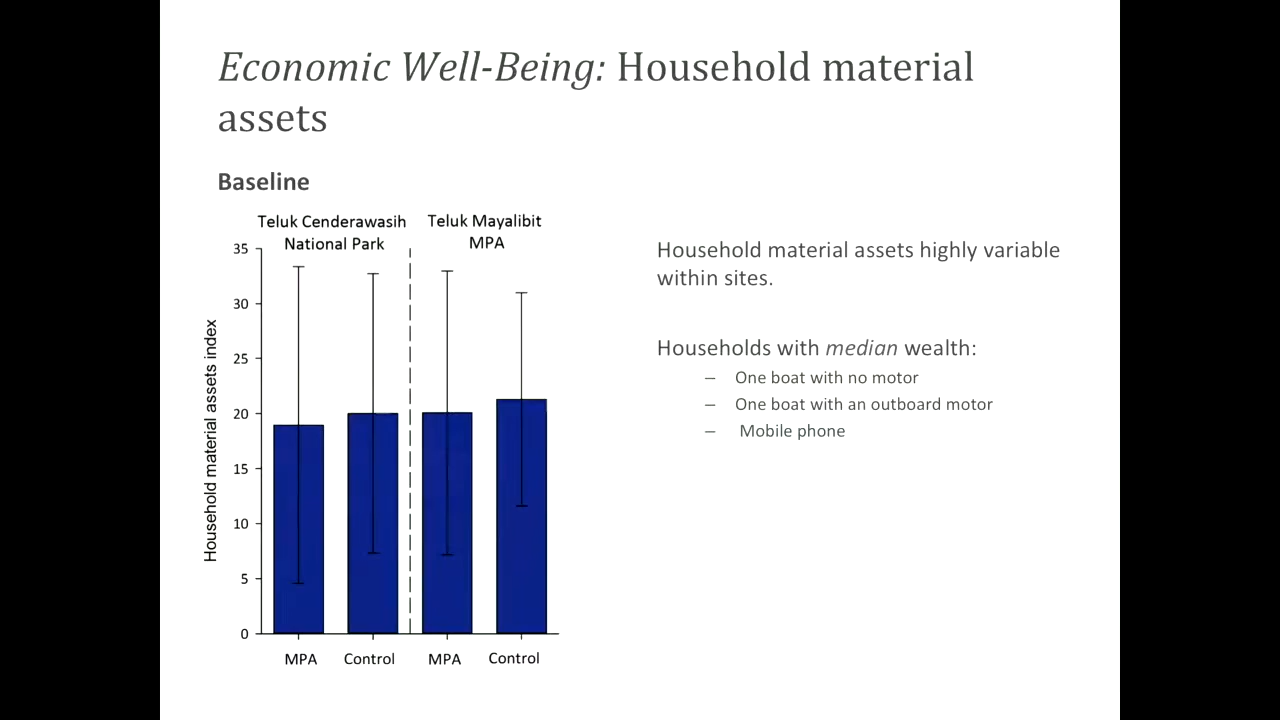 Economic Well-Being: Household material
assets
Baseline
Teluk Cenderawasih
National Park
Teluk Mayalibit
MPA
Household material assets index
35
30
25
20
15
10
5
0
MPA
Control
MPA
Control
Household material assets highly variable
within sites.
Households with median wealth:
– One boat with no motor
– One boat with an outboard motor
– Mobile phone